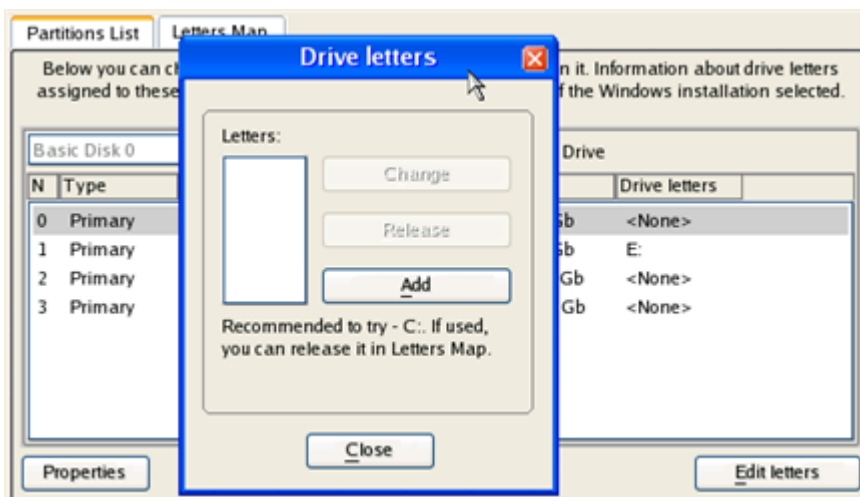 Partitions List
Letters Map
Drive letters
Below you can ch
n it. Information about drive letters
assigned to these
f the Windows installation selected.
Letters:
Basic Disk 0
Drive
Change
N
Type
Drive letters
0 Primary
Gb <None>
Release
1 Primary
Gb E:
2 Primary
Gb <None>
Add
3 Primary
Gb <None>
Recommended to try - C:. If used,
you can release it in Letters Map.
Close
Properties
Edit letters